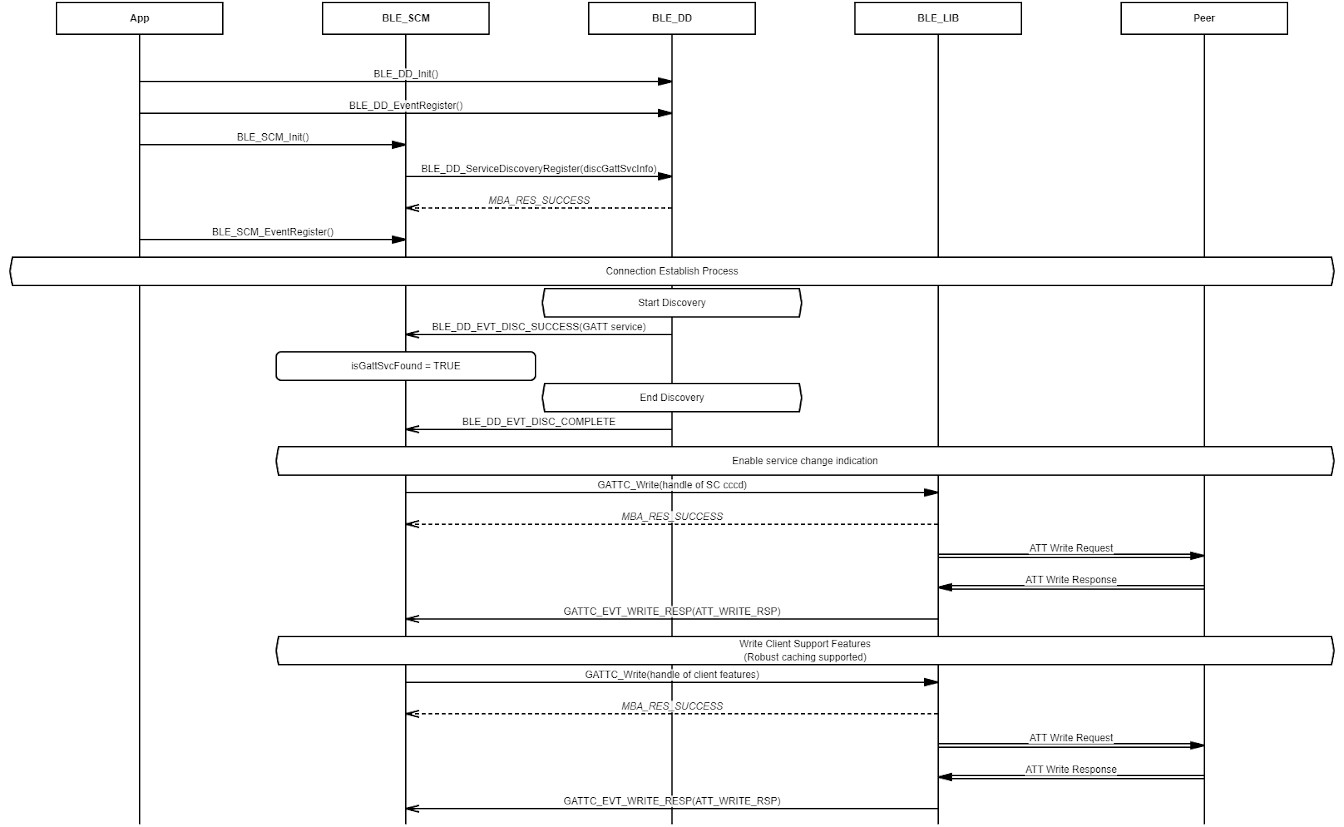 App
BLE_SCM
BLE_DD
BLE_LIB
Peer
BLE_DD_Init()
BLE_DD_EventRegister()
BLE_SCM_Init()
BLE_DD_ServiceDiscoveryRegister(discGattSvcInfo)
MBA_RES_SUCCESS
BLE_SCM_EventRegister()
Connection Establish Process
Start Discovery
BLE_DD_EVT_DISC_SUCCESS(GATT service)
isGattSvcFound = TRUE
End Discovery
BLE_DD_EVT_DISC_COMPLETE
Enable service change indication
GATTC_Write(handle of SC cccd)
MBA_RES_SUCCESS
ATT Write Request
ATT Write Response
GATTC_EVT_WRITE_RESP(ATT_WRITE_RSP)
Write Client Support Features
(Robust caching supported)
GATTC_Write(handle of client features)
MBA_RES_SUCCESS
ATT Write Request
ATT Write Response
GATTC_EVT_WRITE_RESP(ATT_WRITE_RSP)